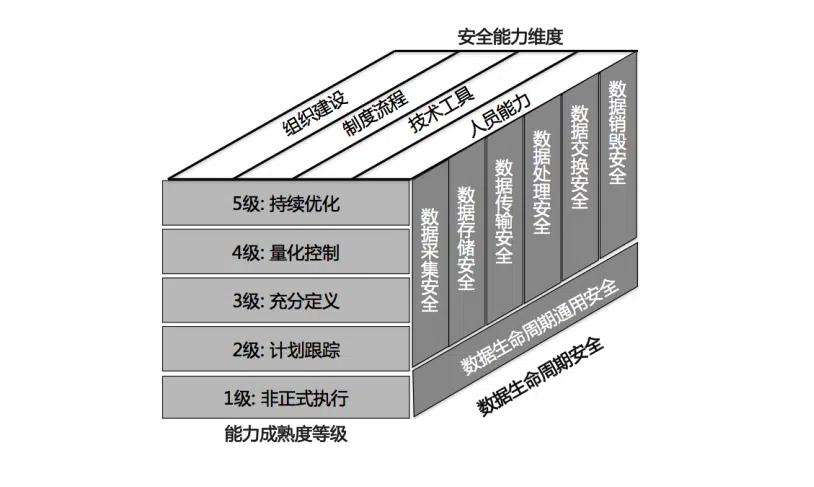 安全能力维度
组织建设
制度流程
技术工具
人员能力
5级: 持续优化
4级: 量化控制
3级: 充分定义
2级: 计划跟踪
1级: 非正式执行
能力成熟度等级
数据采集安全
数据存储安全
数据传输安全
数据处理安全
数据交换安全
数据销毁安全
数据生命周期通用安全
数据生命周期安全